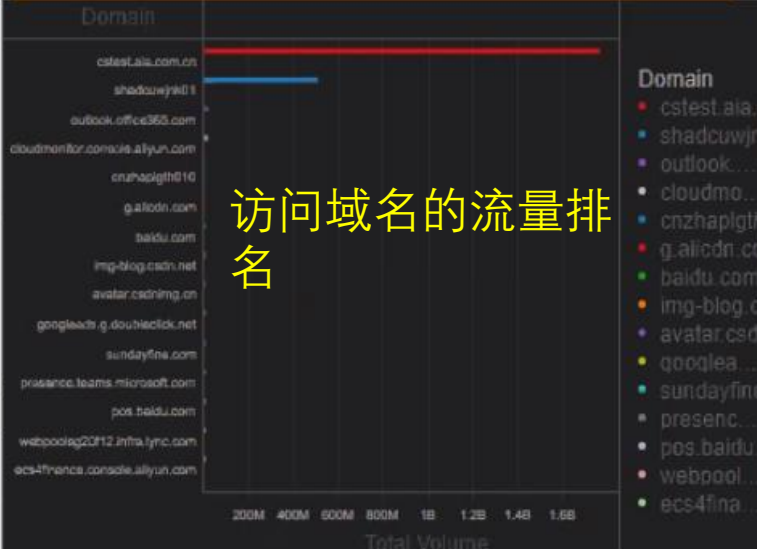 Domain
cstest.aia.com.cn
shadcuwjnk01
outlook.office365.com
cloudmonitor.console.aliyun.com
cnzhaplgth010
g.alicdn.com
baidu.com
img-blog.csdn.net
avatar.csdnimg.cn
googleads.g.doubleclick.net
sundayfine.com
presence.teams.microsoft.com
pos.baidu.com
webpoolsg20f12.infra.lync.com
ecs4finance.console.aliyun.com
访问域名的流量排
名
200M 400M 600M 800M 1B 1.2B 1.4B 1.6B
Total Volume
Domain
cstest.aia.
shadcuwjn
outlook....
cloudmo...
cnzhaplgth
g.alicdn.co
baidu.com
img-blog.c
avatar.csd
googlea...
sundayfine
presenc...
pos.baidu.
webpool...
ecs4fina...